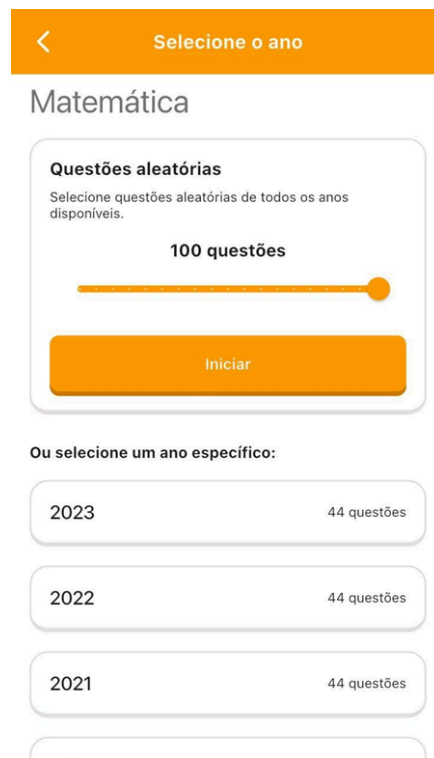 Selecione o ano
Matemática
Questões aleatórias
Selecione questões aleatórias de todos os anos
disponíveis.
100 questões
Iniciar
Ou selecione um ano específico:
2023 44 questões
2022 44 questões
2021 44 questões